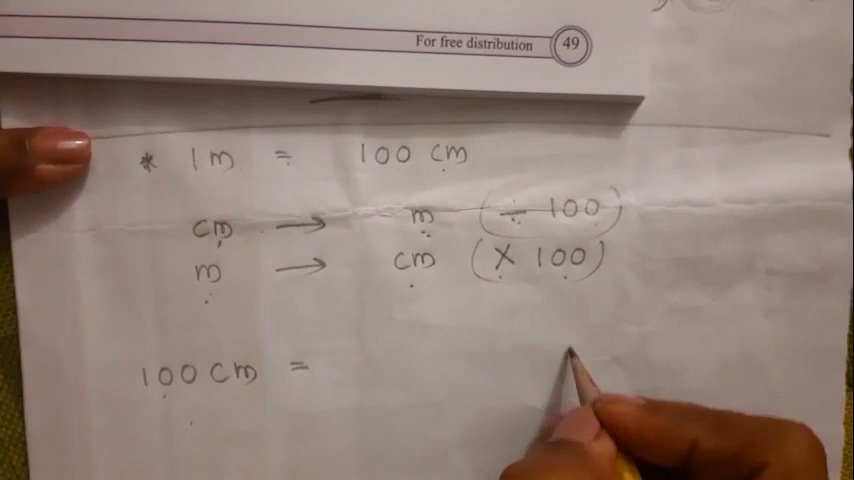 For free distribution 49
* 1m = 100 cm
cm → m (÷ 100)
m → cm (× 100)
100 cm =